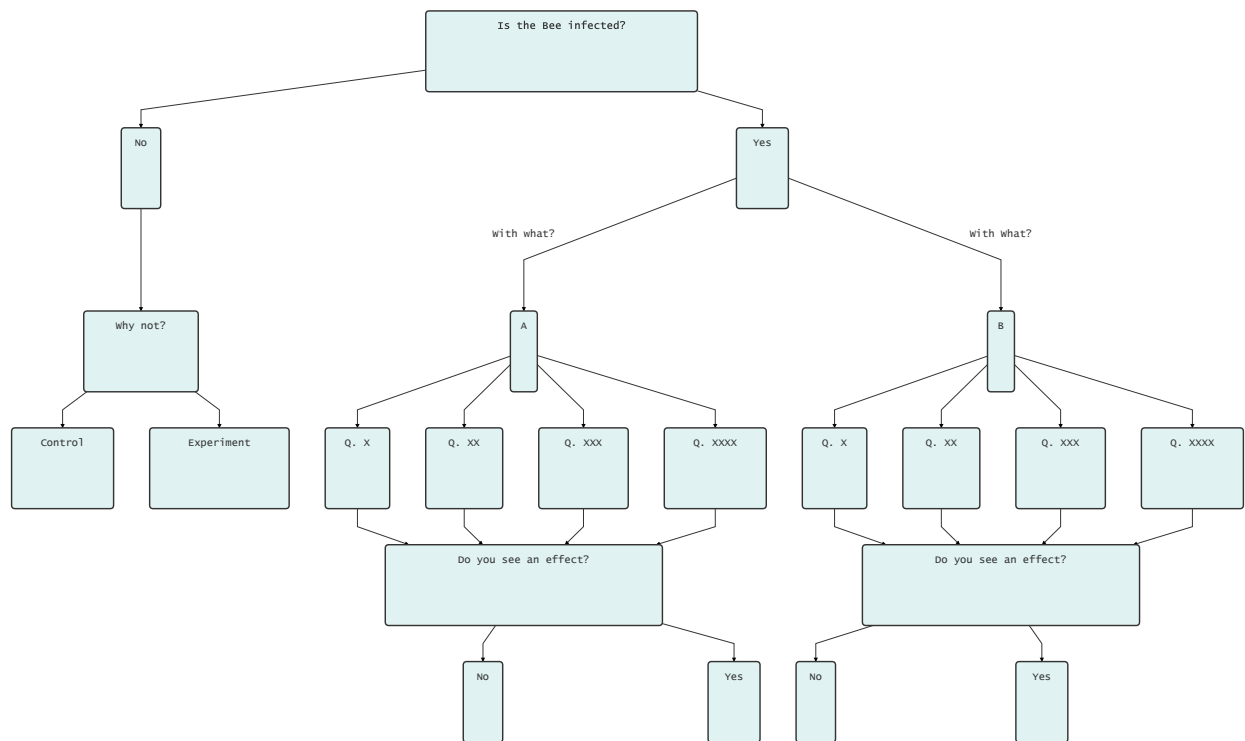 Is the Bee infected?
No
Yes
With what?
With What?
Why not?
A
B
Control
Experiment
Q. X
Q. XX
Q. XXX
Q. XXXX
Q. X
Q. XX
Q. XXX
Q. XXXX
Do you see an effect?
Do you see an effect?
No
Yes
No
Yes